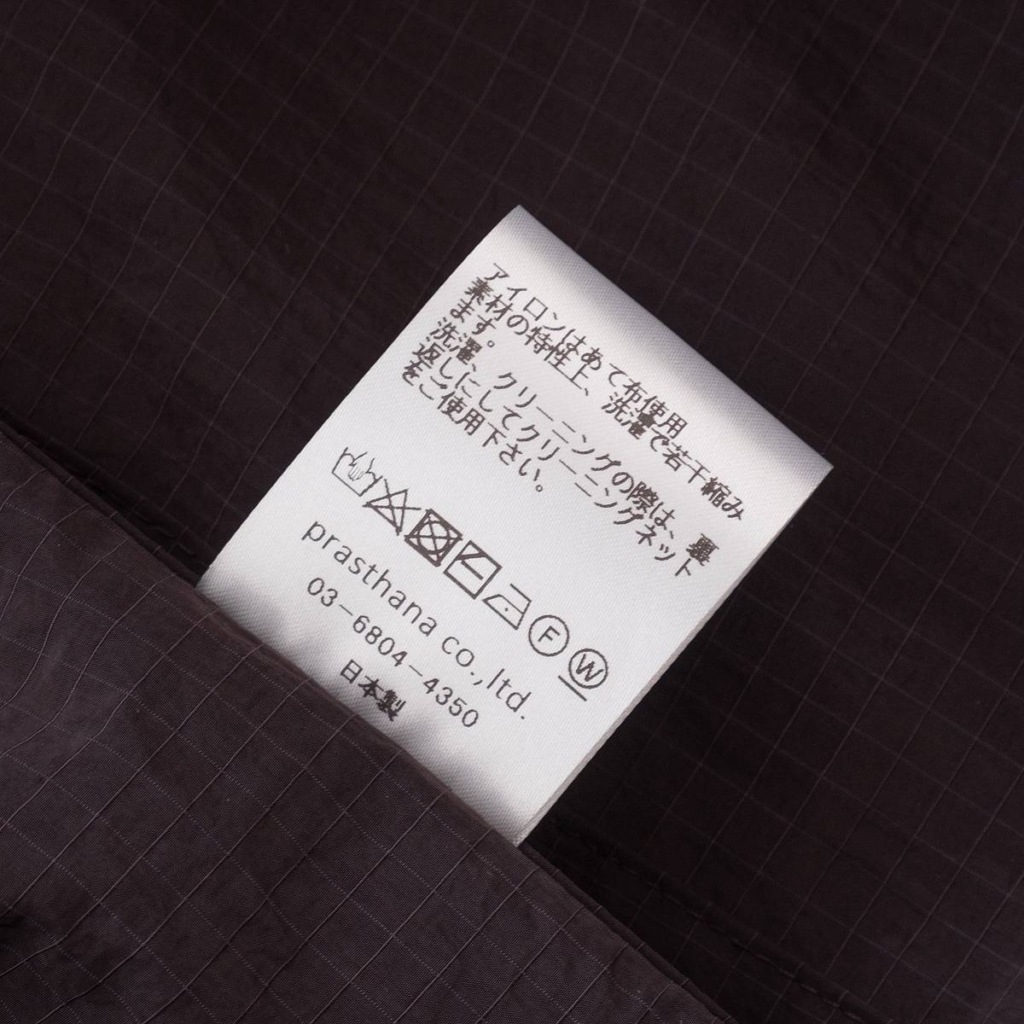 アイロンはあて布使用
素材の特性上、洗濯で若干縮み
ます。
洗濯、クリーニングの際は、裏
返しにしてクリーニングネット
をご使用下さい。
F W
prasthana co.,ltd.
03-6804-4350
日本製